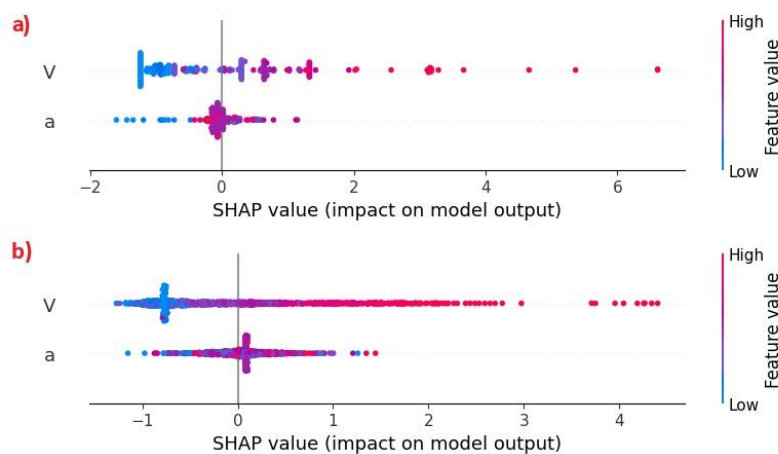 a)
High
V
a
Low
Feature value
−2
0
2
4
6
SHAP value (impact on model output)
b)
High
V
a
Low
Feature value
−1
0
1
2
3
4
SHAP value (impact on model output)